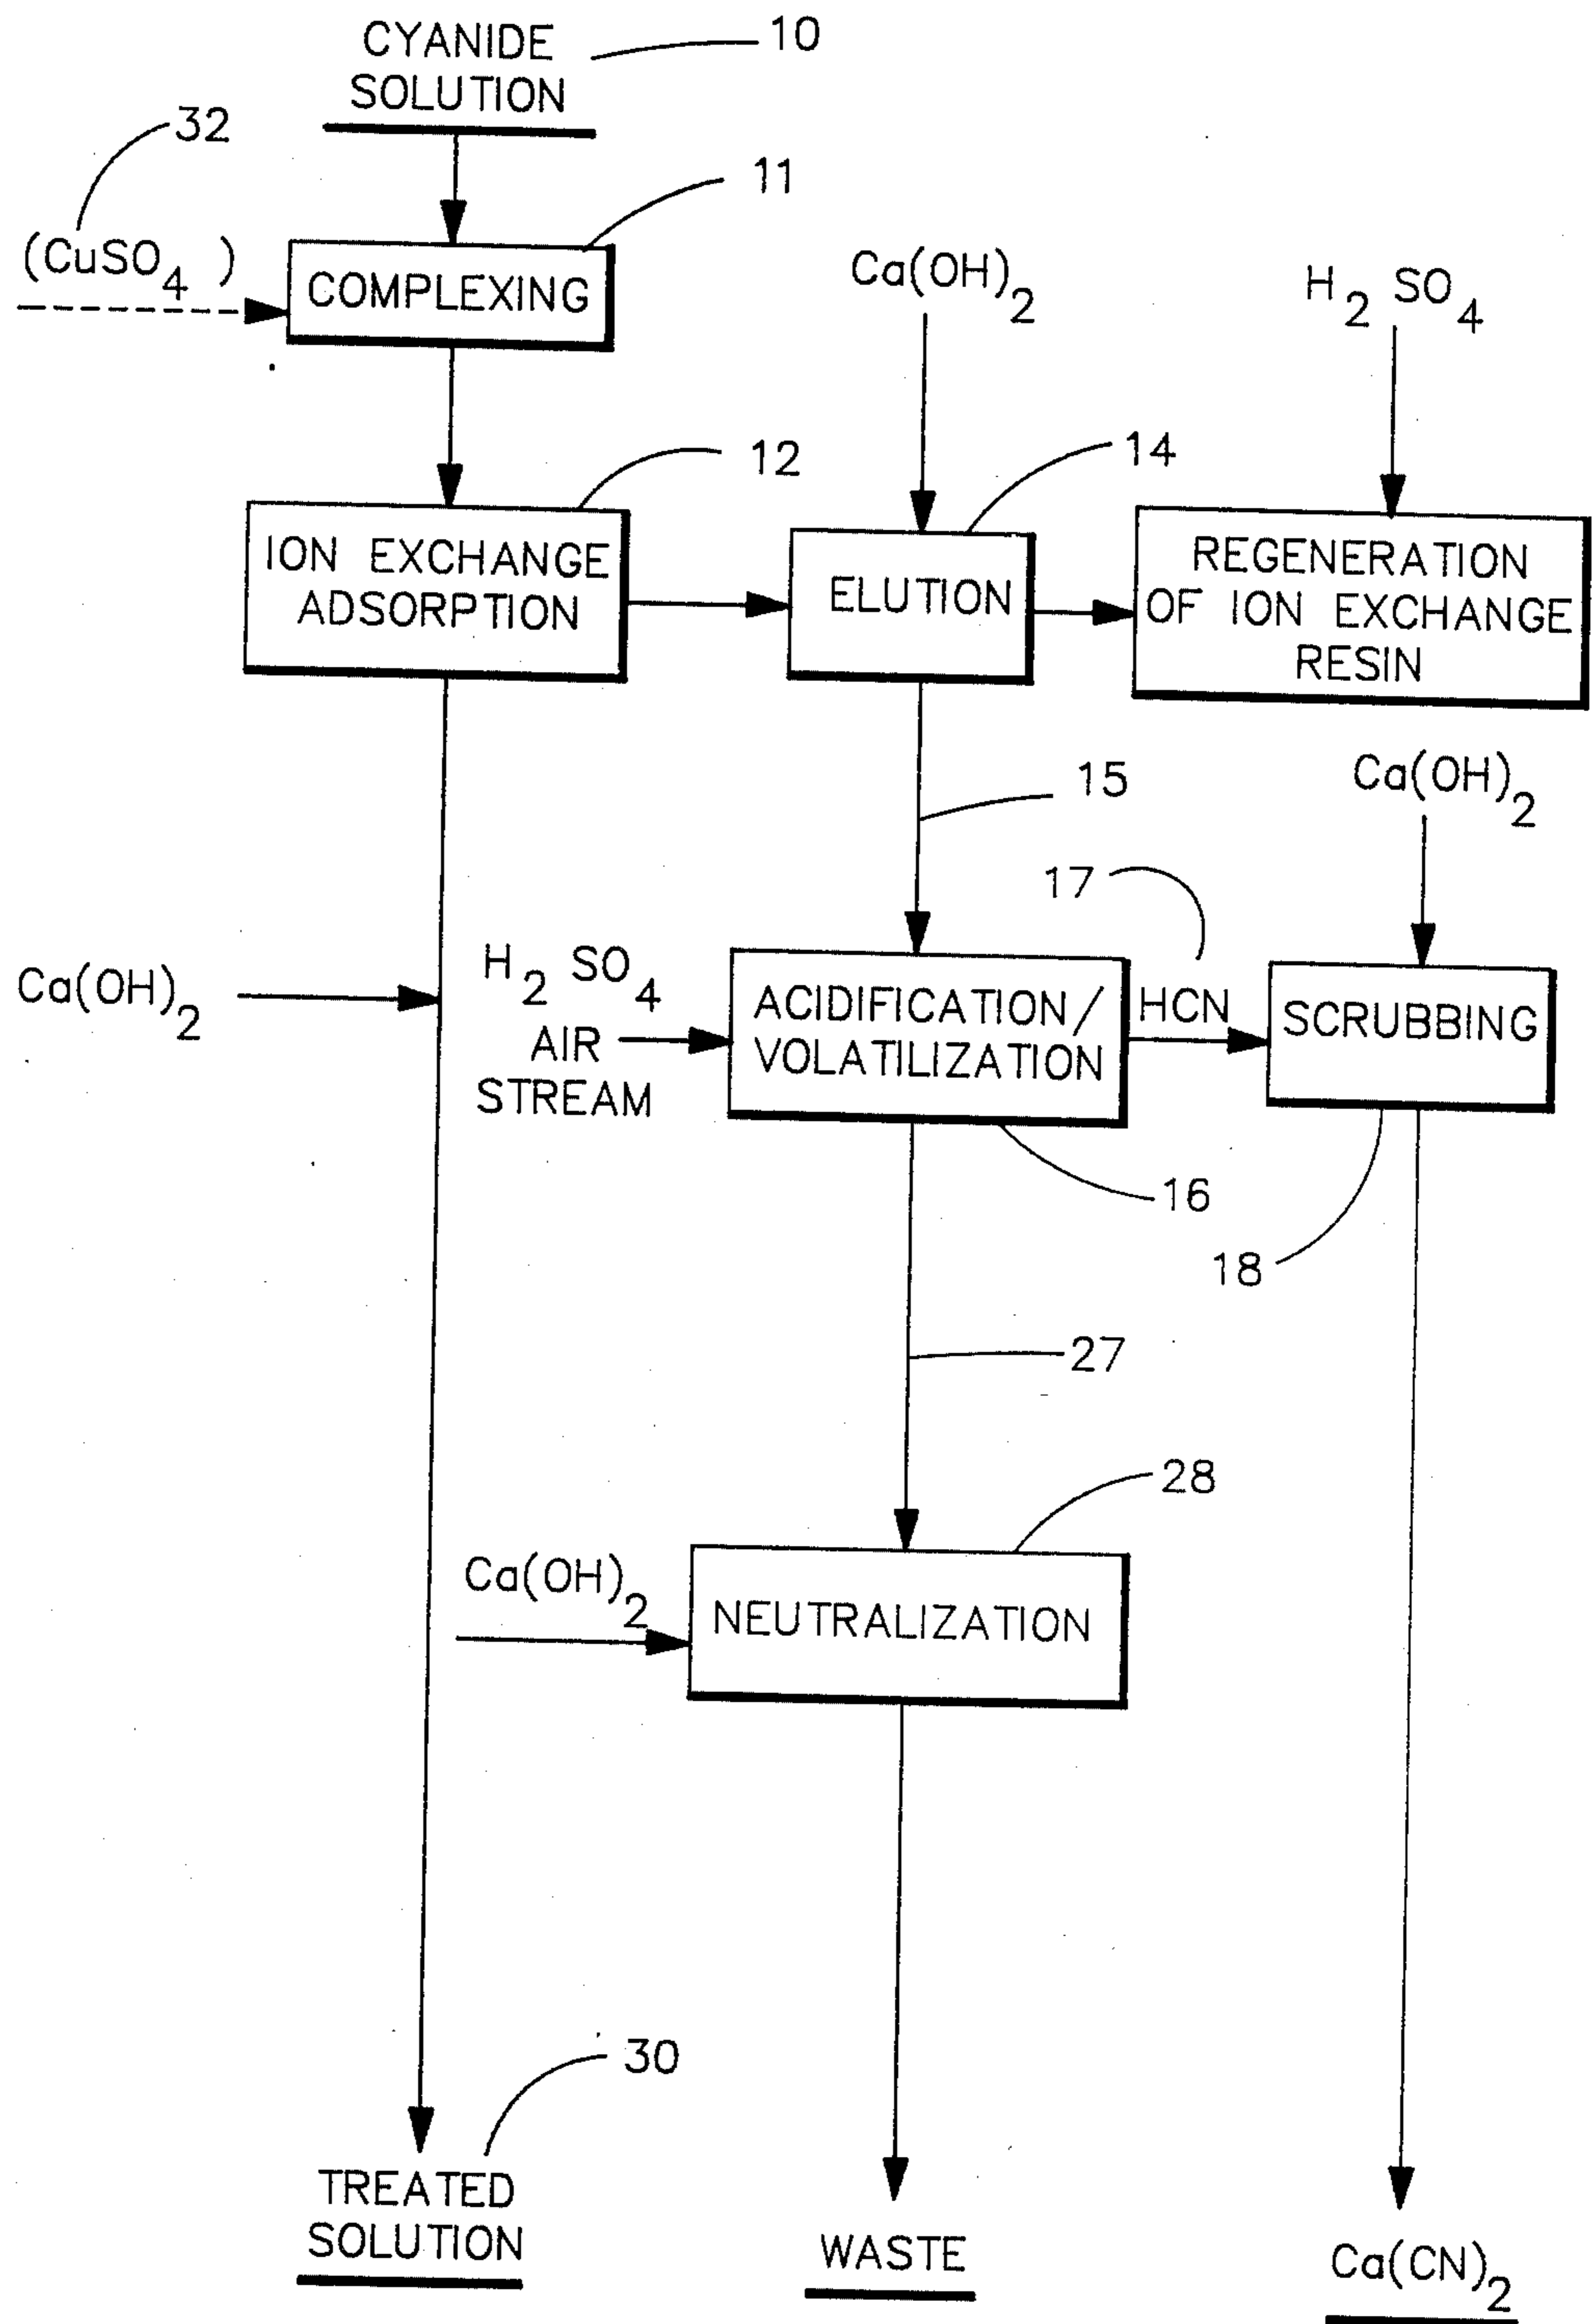 CYANIDE
SOLUTION
10
32
11
(CuSO4 )
COMPLEXING
Ca(OH)2
H2 SO4
12
14
ION EXCHANGE
ADSORPTION
ELUTION
REGENERATION
OF ION EXCHANGE
RESIN
15
Ca(OH)2
17
Ca(OH)2
H2 SO4
AIR
STREAM
ACIDIFICATION/
VOLATILIZATION
HCN
SCRUBBING
16
18
27
28
Ca(OH)2
NEUTRALIZATION
30
TREATED
SOLUTION
WASTE
Ca(CN)2